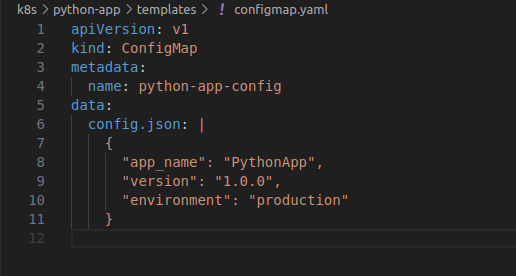 k8s > python-app > templates > ! configmap.yaml
1 apiVersion: v1
2 kind: ConfigMap
3 metadata:
4   name: python-app-config
5 data:
6   config.json: |
7     {
8       "app_name": "PythonApp",
9       "version": "1.0.0",
10       "environment": "production"
11     }
12